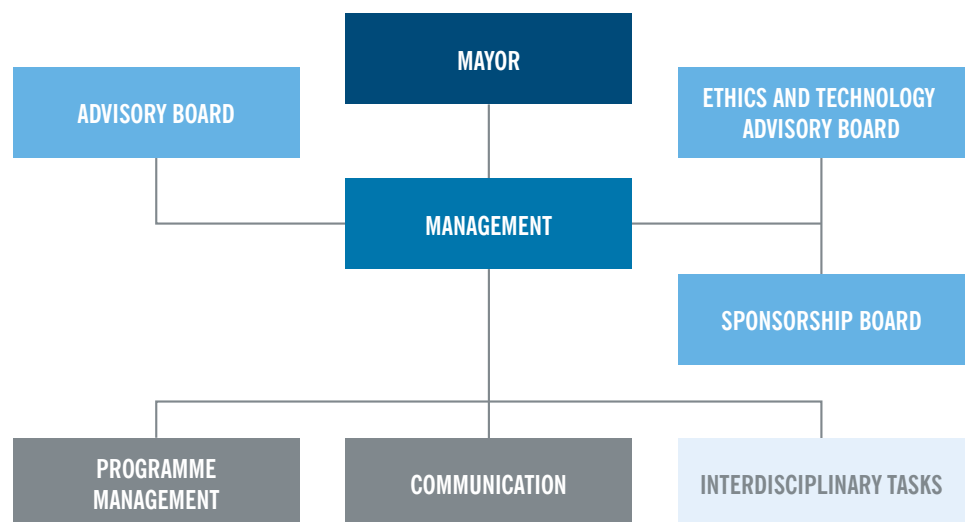 MAYOR
ADVISORY BOARD
ETHICS AND TECHNOLOGY
ADVISORY BOARD
MANAGEMENT
SPONSORSHIP BOARD
PROGRAMME
MANAGEMENT
COMMUNICATION
INTERDISCIPLINARY TASKS